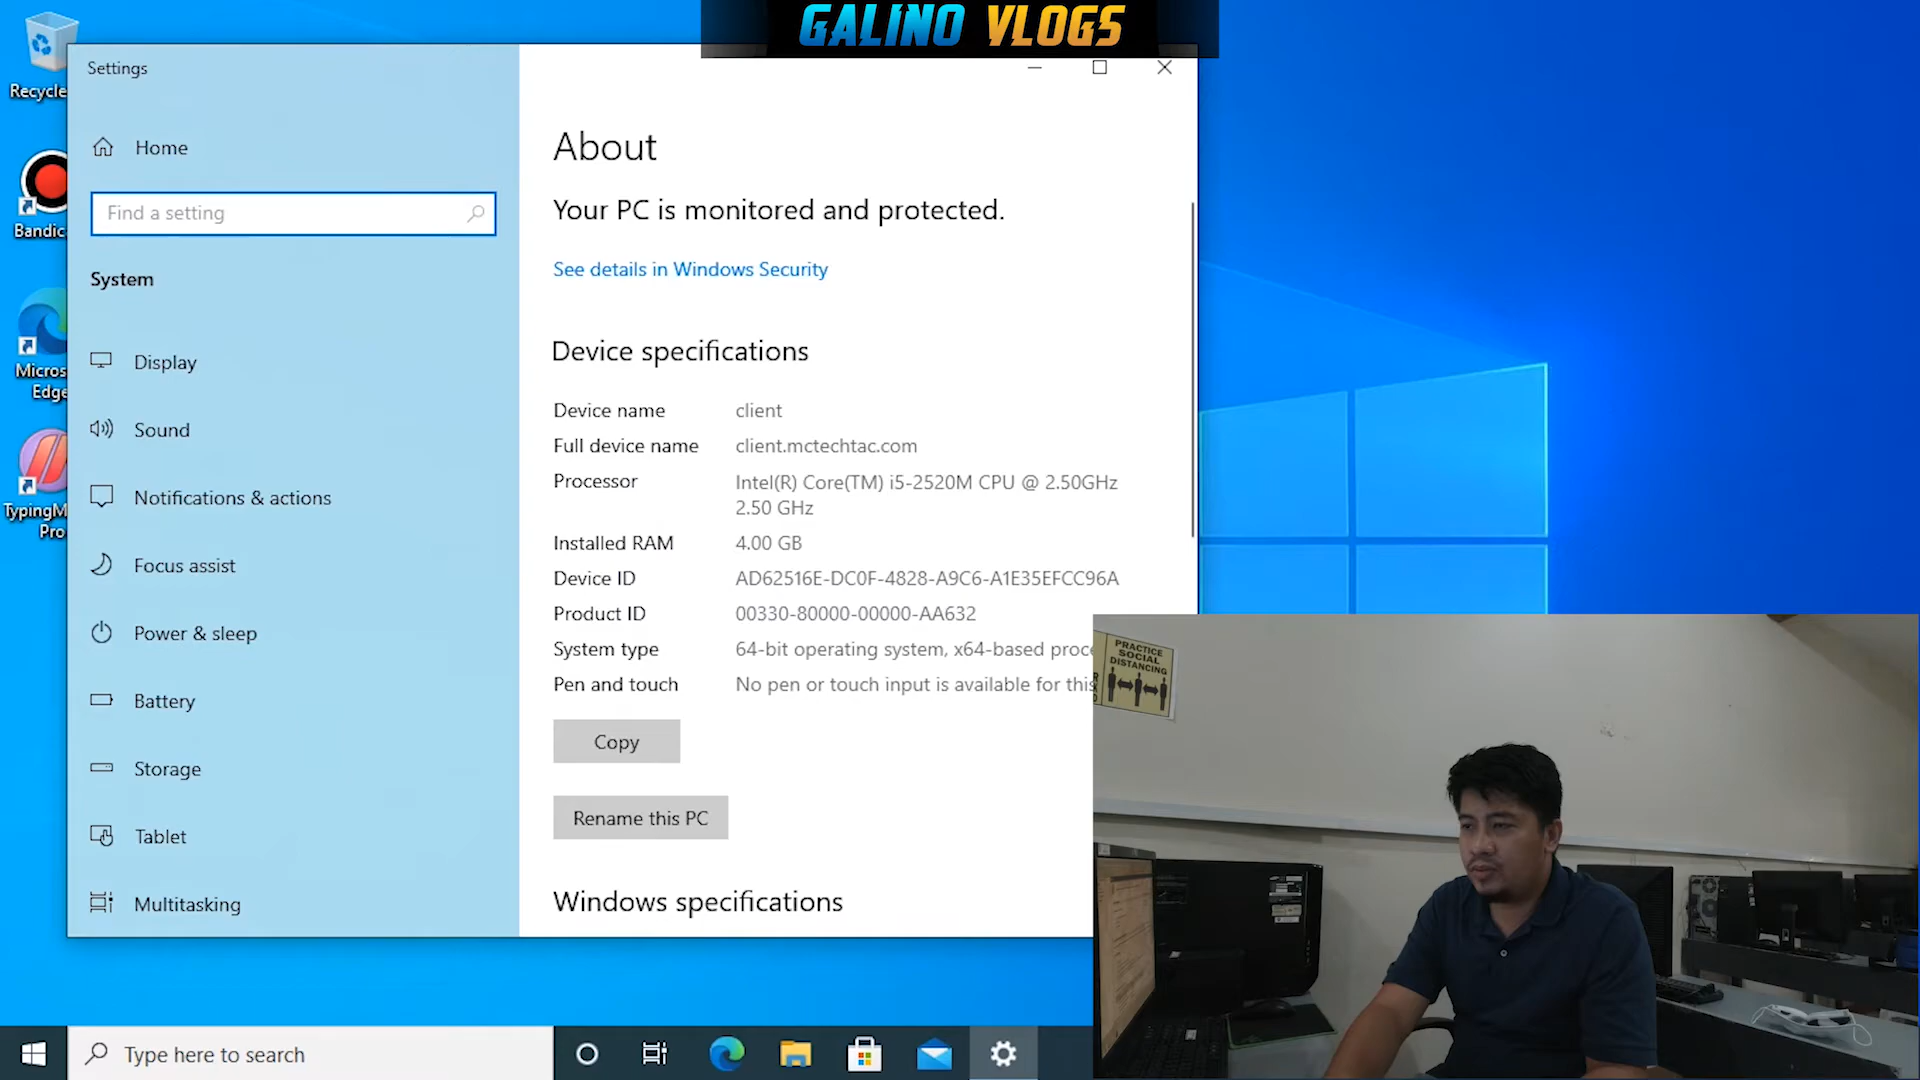 GALINO VLOGS
Recycle
Bandic
Micros
Edge
TypingM
Pro
Settings
Home
Find a setting
System
Display
Sound
Notifications & actions
Focus assist
Power & sleep
Battery
Storage
Tablet
Multitasking
About
Your PC is monitored and protected.
See details in Windows Security
Device specifications
Device name client
Full device name client.mctechtac.com
Processor Intel(R) Core(TM) i5-2520M CPU @ 2.50GHz
2.50 GHz
Installed RAM 4.00 GB
Device ID AD62516E-DC0F-4828-A9C6-A1E35EFCC96A
Product ID 00330-80000-00000-AA632
System type 64-bit operating system, x64-based proce
Pen and touch No pen or touch input is available for this
Copy
Rename this PC
Windows specifications
PRACTICE
SOCIAL
DISTANCING
Type here to search